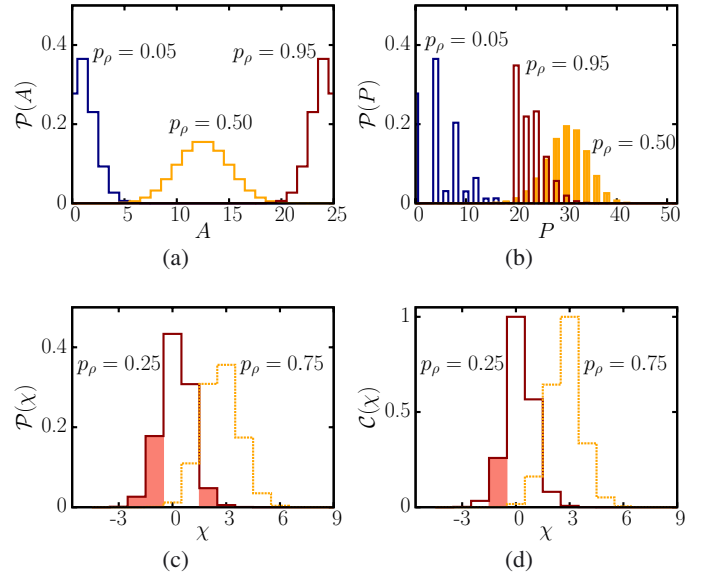 0.4
0.2
0
𝒫(A)
p_ρ = 0.05
p_ρ = 0.95
p_ρ = 0.50
0 5 10 15 20 25
A
(a)
0.4
0.2
0
𝒫(P)
p_ρ = 0.05
p_ρ = 0.95
p_ρ = 0.50
0 10 20 30 40 50
P
(b)
0.4
0.2
0
𝒫(χ)
p_ρ = 0.25
p_ρ = 0.75
-3 0 3 6 9
χ
(c)
1
0.5
0
𝒞(χ)
p_ρ = 0.25
p_ρ = 0.75
-3 0 3 6 9
χ
(d)